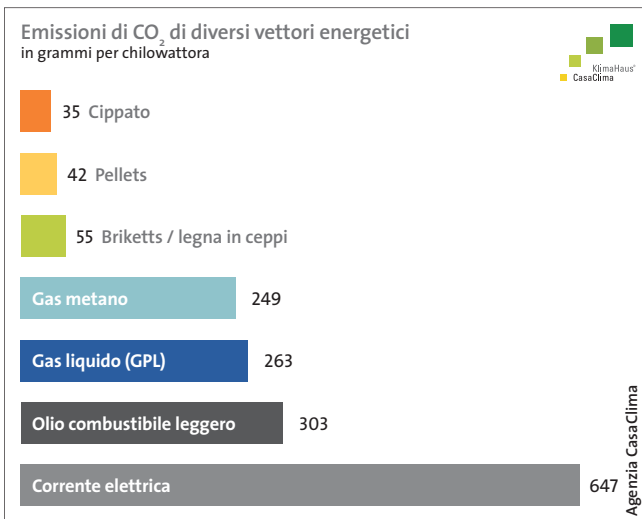 Emissioni di CO₂ di diversi vettori energetici
in grammi per chilowattora
KlimaHaus®
CasaClima
35 Cippato
42 Pellets
55 Briketts / legna in ceppi
Gas metano 249
Gas liquido (GPL) 263
Olio combustibile leggero 303
Corrente elettrica 647
Agenzia CasaClima